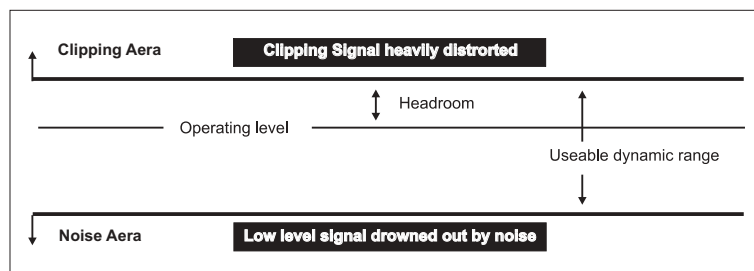 Clipping Aera
Clipping Signal heavily distrorted
Headroom
Operating level
Useable dynamic range
Noise Aera
Low level signal drowned out by noise